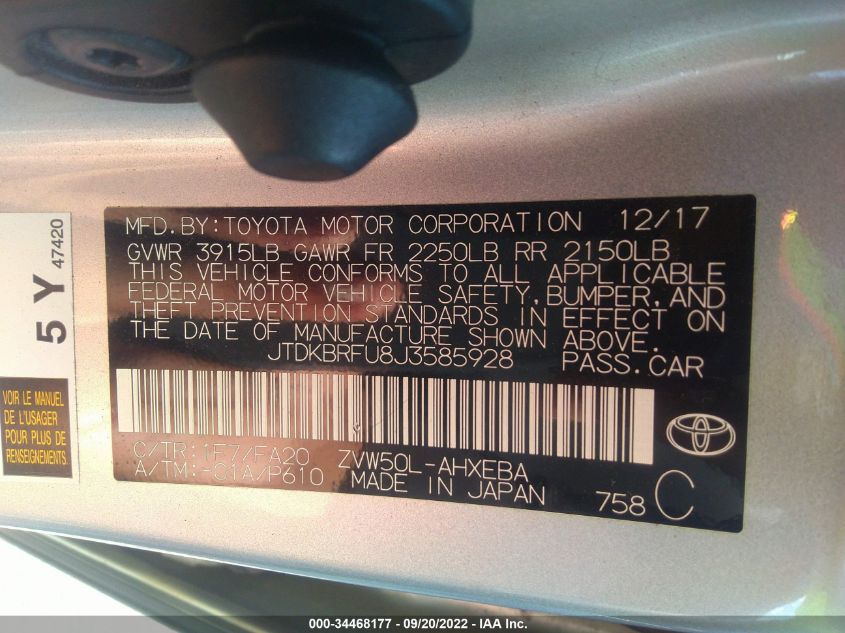 MFD.BY:TOYOTA MOTOR CORPORATION 12/17
GVWR 3915LB GAWR FR 2250LB RR 2150LB
THIS VEHICLE CONFORMS TO ALL APPLICABLE
FEDERAL MOTOR VEHICLE SAFETY,BUMPER,AND
THEFT PREVENTION STANDARDS IN EFFECT ON
THE DATE OF MANUFACTURE SHOWN ABOVE.
JTDKBRFU8J3585928 PASS.CAR
C/TR:1F7/FA20 ZVW50L-AHXEBA
A/TM:-01A/P610 MADE IN JAPAN 758 C
5 Y 47420
VOIR LE MANUEL
DE L'USAGER
POUR PLUS DE
RENSEIGNEMENTS.
000-34468177 - 09/20/2022 - IAA Inc.